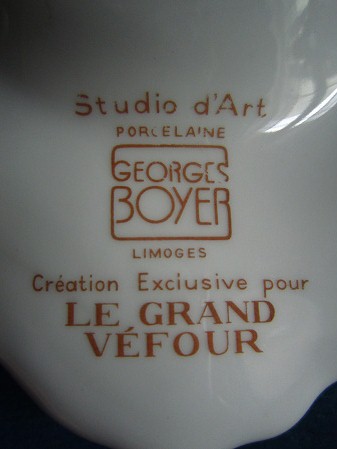 Studio d'Art
PORCELAINE
GEORGES
BOYER
LIMOGES
Création Exclusive pour
LE GRAND
VÉFOUR